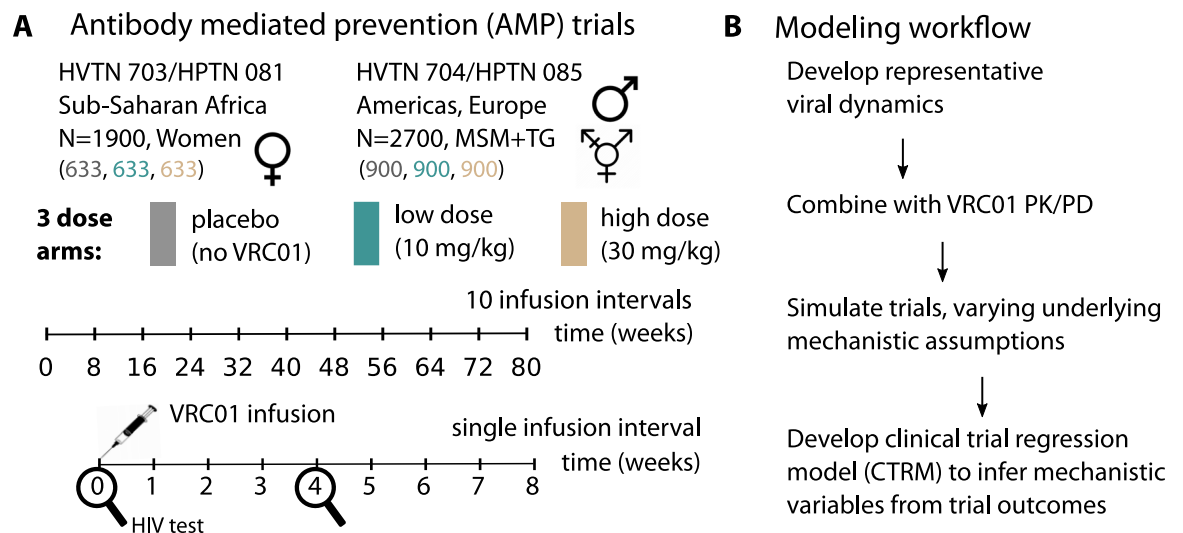 A Antibody mediated prevention (AMP) trials
HVTN 703/HPTN 081
Sub-Saharan Africa
N=1900, Women
(633, 633, 633)
HVTN 704/HPTN 085
Americas, Europe
N=2700, MSM+TG
(900, 900, 900)
3 dose
arms:
placebo
(no VRC01)
low dose
(10 mg/kg)
high dose
(30 mg/kg)
10 infusion intervals
time (weeks)
0 8 16 24 32 40 48 56 64 72 80
VRC01 infusion
single infusion interval
time (weeks)
0 1 2 3 4 5 6 7 8
HIV test
B Modeling workflow
Develop representative
viral dynamics
Combine with VRC01 PK/PD
Simulate trials, varying underlying
mechanistic assumptions
Develop clinical trial regression
model (CTRM) to infer mechanistic
variables from trial outcomes